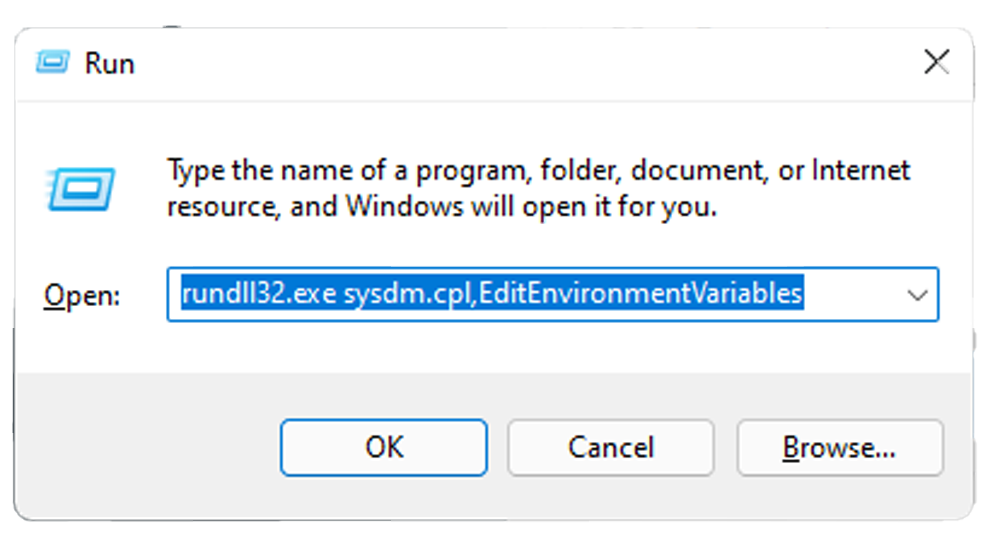 Run
Type the name of a program, folder, document, or Internet
resource, and Windows will open it for you.
Open:
rundll32.exe sysdm.cpl,EditEnvironmentVariables
OK
Cancel
Browse...